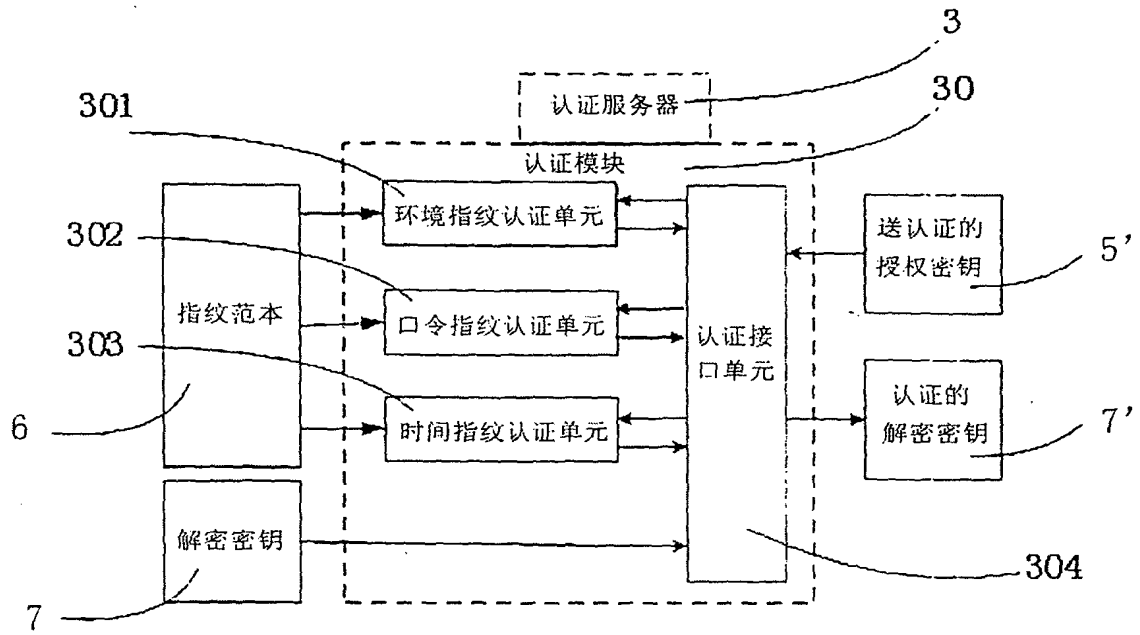 3
认证服务器
30
301
认证模块
环境指纹认证单元
302
送认证的
授权密钥
5’
指纹范本
口令指纹认证单元
303
认证接
口单元
认证的
解密密钥
7’
6
时间指纹认证单元
解密密钥
304
7